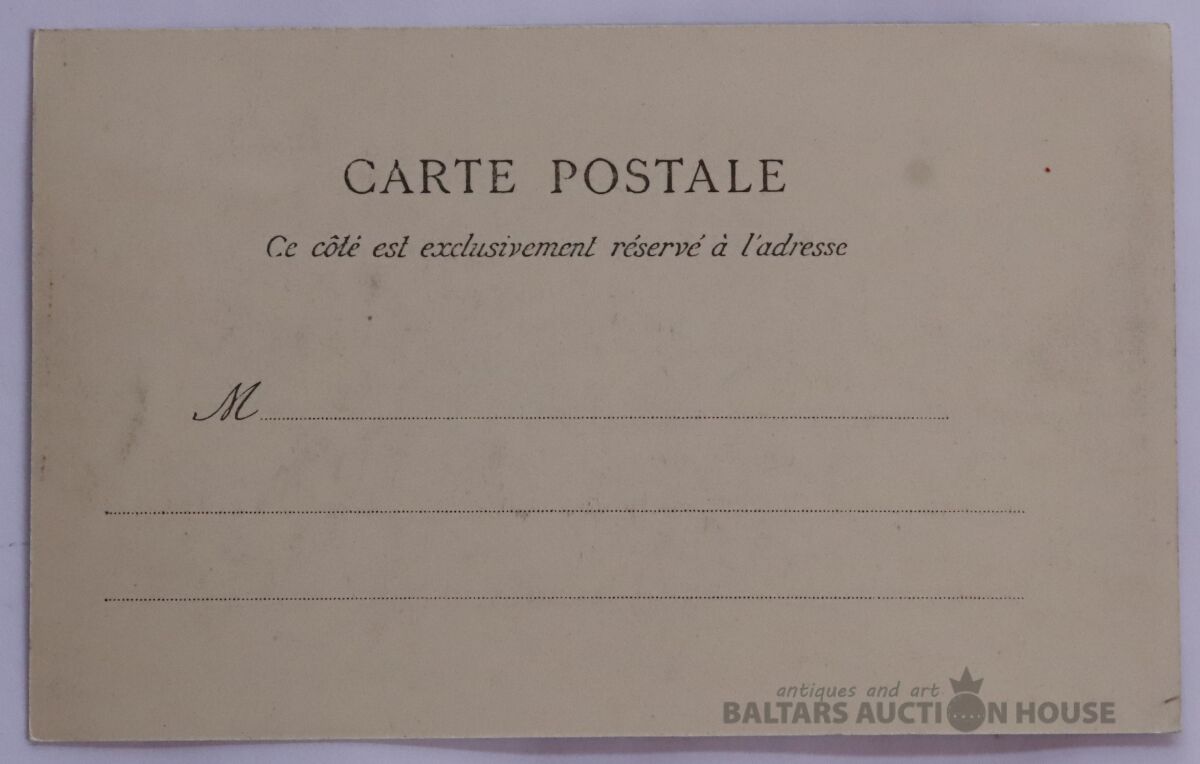 CARTE POSTALE
Ce côté est exclusivement réservé à l'adresse
M
antiques and art
BALTARS AUCTION HOUSE